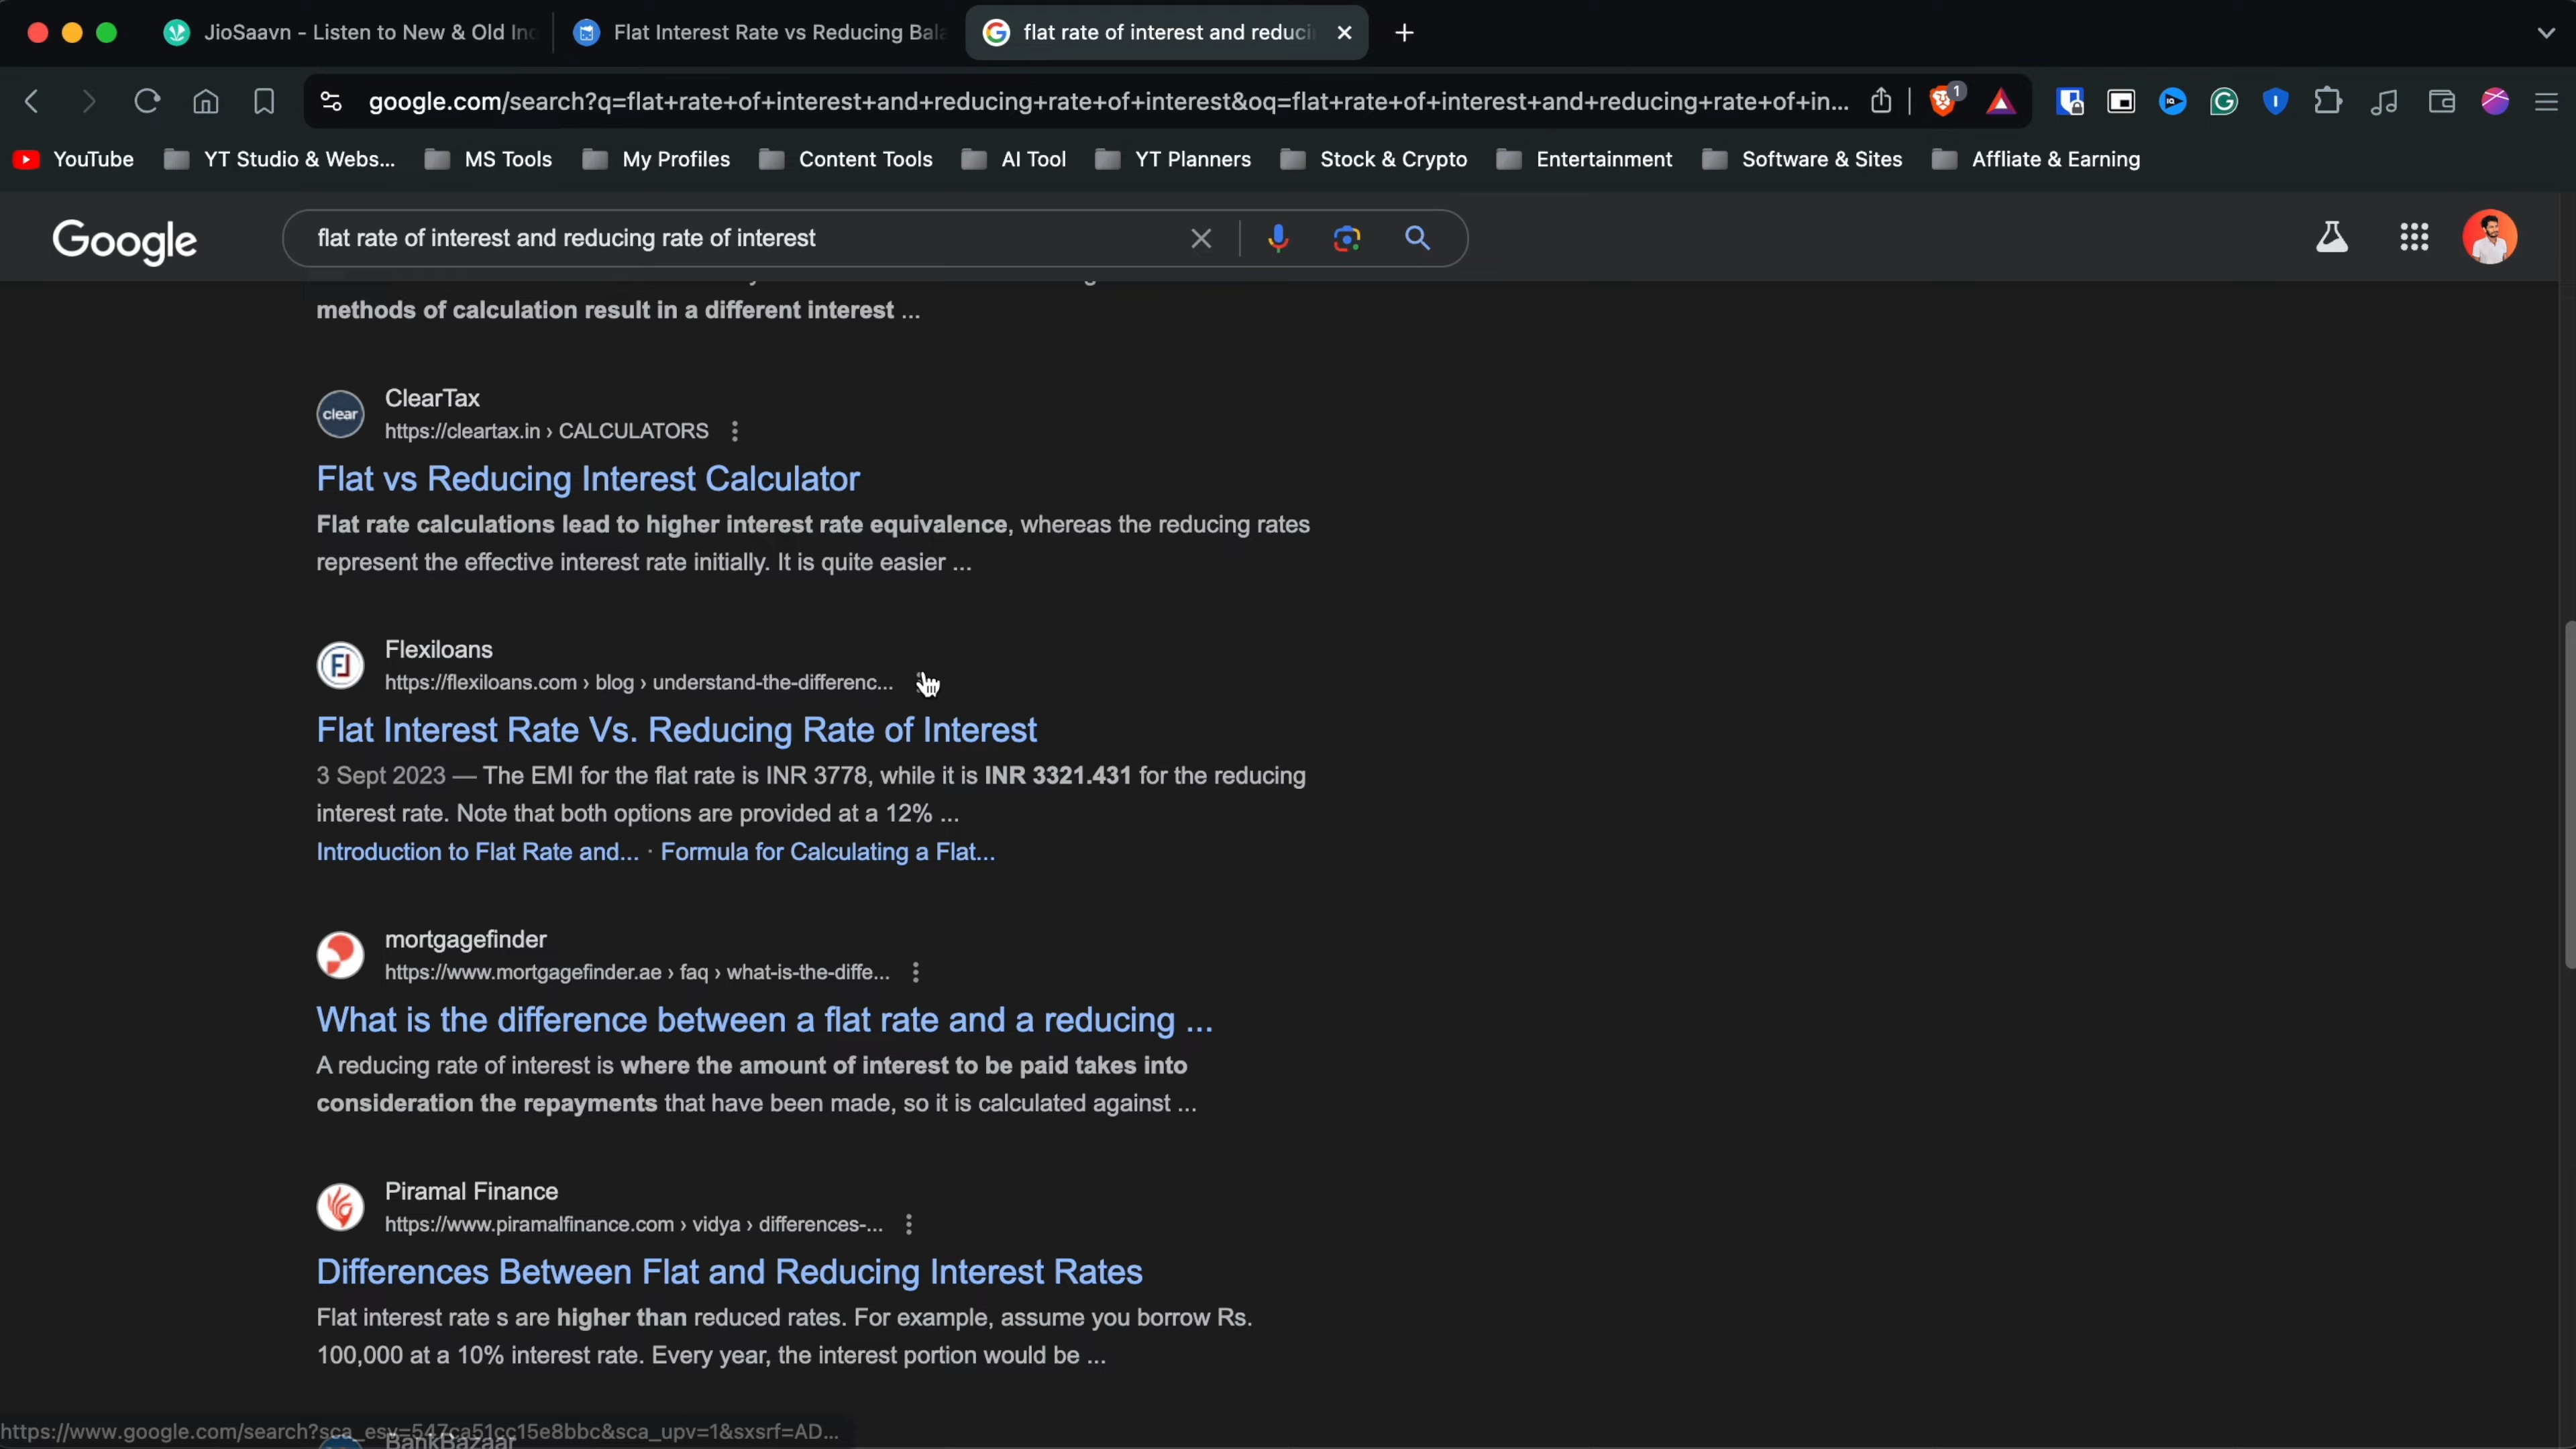 JioSaavn - Listen to New & Old Inc
Flat Interest Rate vs Reducing Bala
flat rate of interest and reduci
google.com/search?q=flat+rate+of+interest+and+reducing+rate+of+interest&oq=flat+rate+of+interest+and+reducing+rate+of+in...
1
YouTube
YT Studio & Webs...
MS Tools
My Profiles
Content Tools
AI Tool
YT Planners
Stock & Crypto
Entertainment
Software & Sites
Affliate & Earning
Google
flat rate of interest and reducing rate of interest
methods of calculation result in a different interest ...
clear
ClearTax
https://cleartax.in › CALCULATORS
Flat vs Reducing Interest Calculator
Flat rate calculations lead to higher interest rate equivalence, whereas the reducing rates
represent the effective interest rate initially. It is quite easier ...
Flexiloans
https://flexiloans.com › blog › understand-the-differenc...
Flat Interest Rate Vs. Reducing Rate of Interest
3 Sept 2023 — The EMI for the flat rate is INR 3778, while it is INR 3321.431 for the reducing
interest rate. Note that both options are provided at a 12% ...
Introduction to Flat Rate and... · Formula for Calculating a Flat...
mortgagefinder
https://www.mortgagefinder.ae › faq › what-is-the-diffe...
What is the difference between a flat rate and a reducing ...
A reducing rate of interest is where the amount of interest to be paid takes into
consideration the repayments that have been made, so it is calculated against ...
Piramal Finance
https://www.piramalfinance.com › vidya › differences-...
Differences Between Flat and Reducing Interest Rates
Flat interest rate s are higher than reduced rates. For example, assume you borrow Rs.
100,000 at a 10% interest rate. Every year, the interest portion would be ...
https://www.google.com/search?sca_esv=547ca51cc15e8bbc&sca_upv=1&sxsrf=AD...
BankBazaar